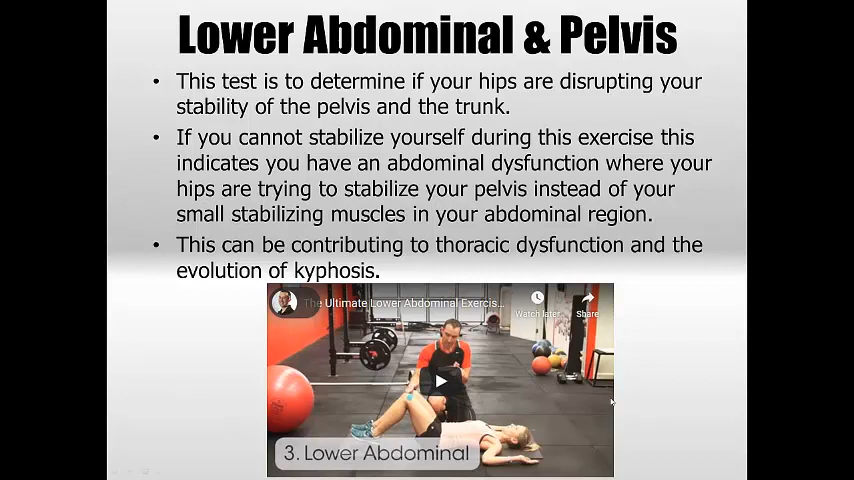 Lower Abdominal & Pelvis
• This test is to determine if your hips are disrupting your
stability of the pelvis and the trunk.
• If you cannot stabilize yourself during this exercise this
indicates you have an abdominal dysfunction where your
hips are trying to stabilize your pelvis instead of your
small stabilizing muscles in your abdominal region.
• This can be contributing to thoracic dysfunction and the
evolution of kyphosis.
The Ultimate Lower Abdominal Exercis...
Watch later
Share
3. Lower Abdominal